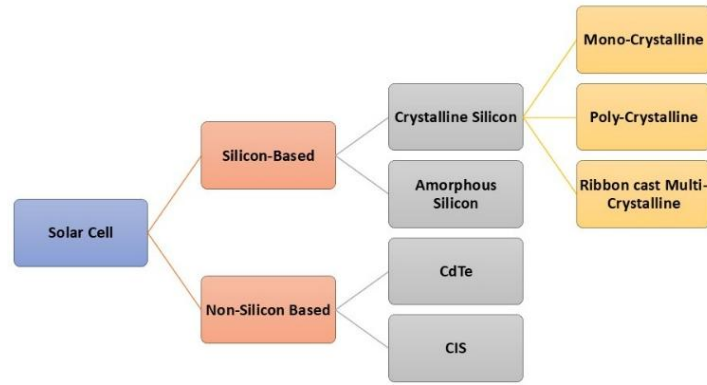 Mono-Crystalline
Crystalline Silicon
Poly-Crystalline
Silicon-Based
Amorphous
Silicon
Ribbon cast Multi-
Crystalline
Solar Cell
CdTe
Non-Silicon Based
CIS